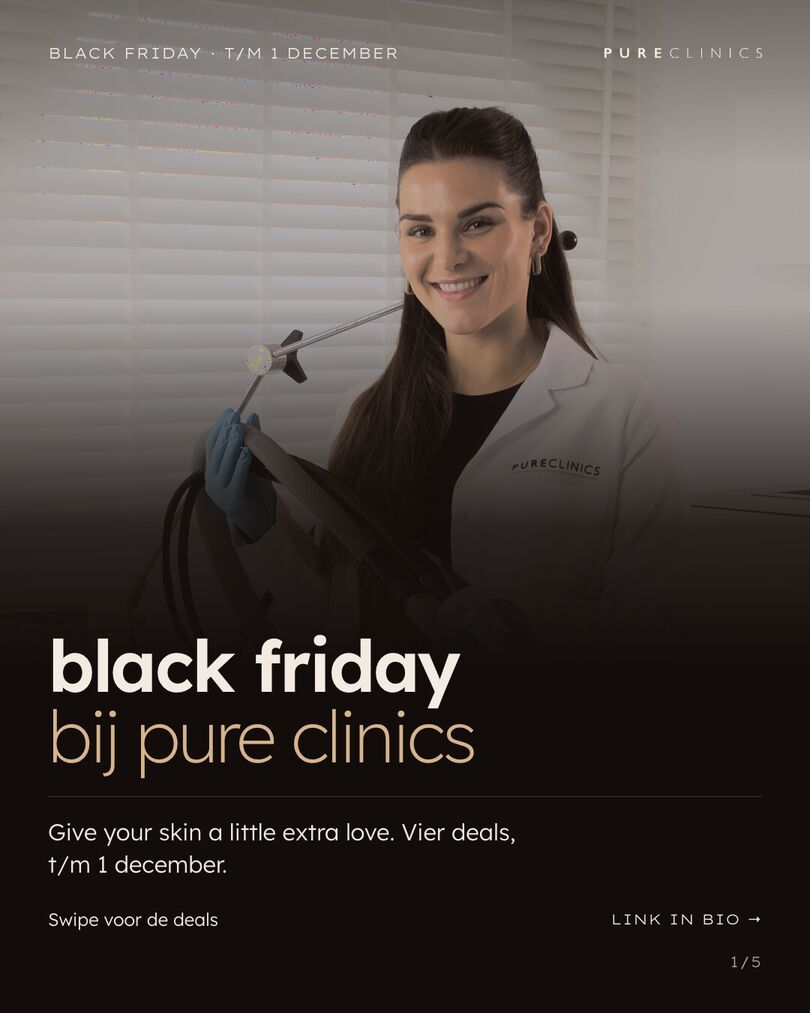 BLACK FRIDAY · T/M 1 DECEMBER
PURECLINICS
PURECLINICS
black friday
bij pure clinics
Give your skin a little extra love. Vier deals,
t/m 1 december.
Swipe voor de deals
LINK IN BIO →
1/5